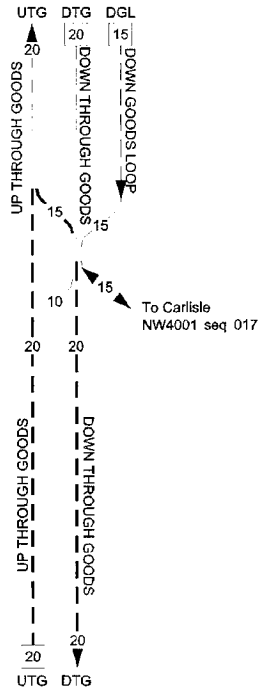 UTG DTG DGL
20 20 15
UP THROUGH GOODS
DOWN THROUGH GOODS
DOWN GOODS LOOP
15 15
10 15
To Carlisle
NW4001 seq 017
20 20
UP THROUGH GOODS
DOWN THROUGH GOODS
20
20
UTG DTG